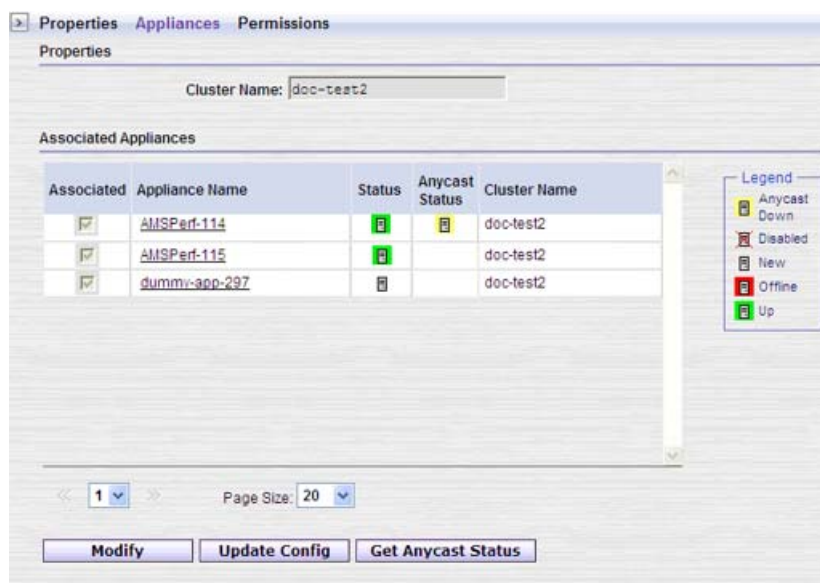 Properties Appliances Permissions
Properties
Cluster Name: doc-test2
Associated Appliances
Associated Appliance Name Status Anycast Status Cluster Name
AMSPerf-114 doc-test2
AMSPerf-115 doc-test2
dummy-app-297 doc-test2
Legend
Anycast Down
Disabled
New
Offline
Up
1 Page Size: 20
Modify Update Config Get Anycast Status